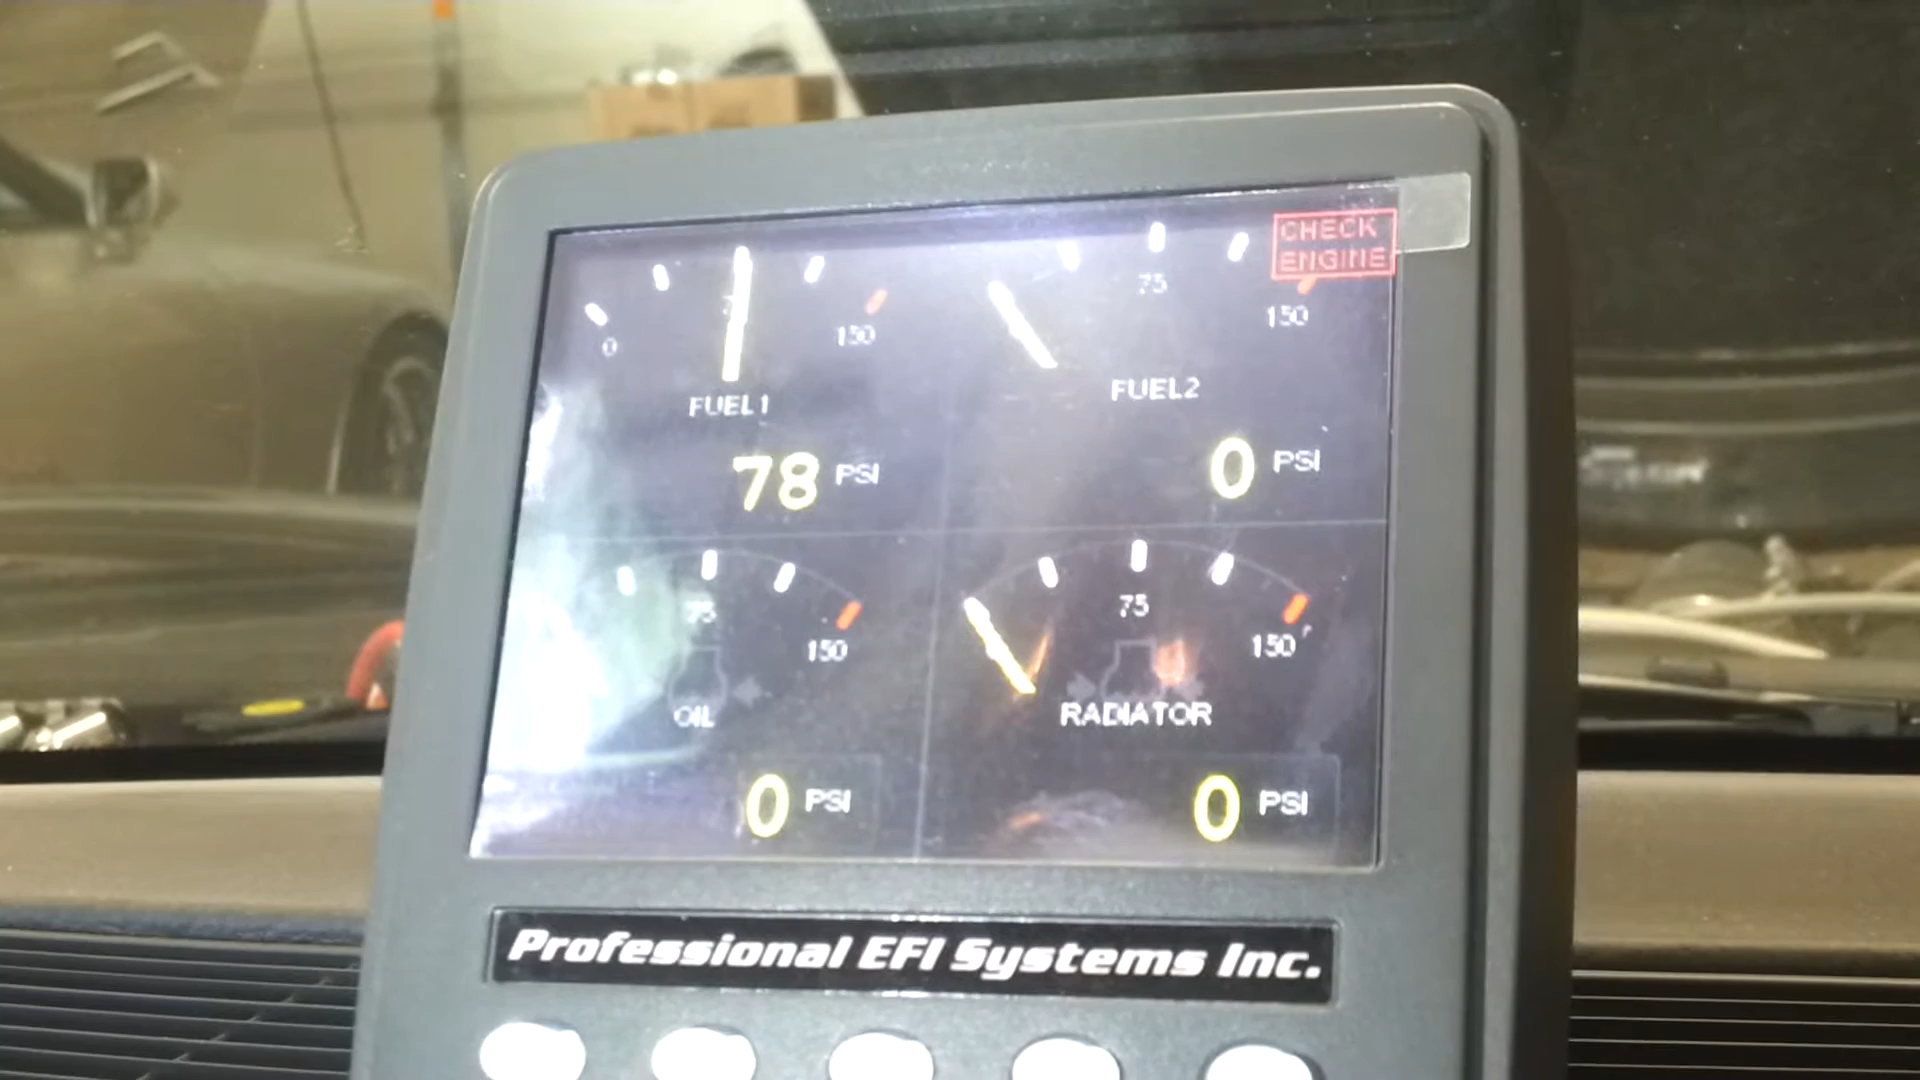 CHECK
ENGINE
75
0
150
150
FUEL1
FUEL2
78 PSI
0 PSI
75
75
150
150
OIL
RADIATOR
0 PSI
0 PSI
Professional EFI Systems Inc.